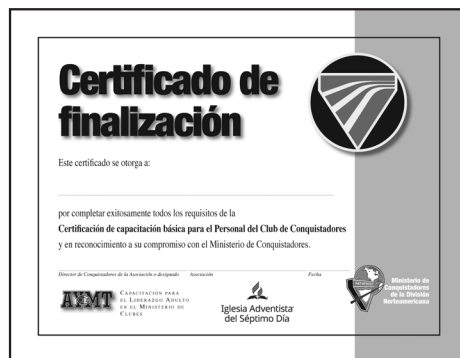 Certificado de
finalización
Este certificado se otorga a:
por completar exitosamente todos los requisitos de la
Certificación de capacitación básica para el Personal del Club de Conquistadores
y en reconocimiento a su compromiso con el Ministerio de Conquistadores.
Director de Conquistadores de la Asociación o designado Asociación Fecha
AYMT
Capacitación para
el Liderazgo Adulto
en el Ministerio de
Clubes
Iglesia Adventista
del Séptimo Día
Ministerio de
Conquistadores
de la División
Norteamericana